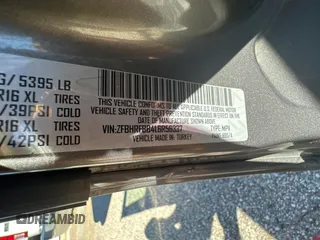 G/ 5395 LB
R16 XL TIRES
/39PSI COLD
R16 XL TIRES
/42PSI COLD
THIS VEHICLE CONFORMS TO ALL APPLICABLE U.S. FEDERAL MOTOR
VEHICLE SAFETY, BUMPER, AND THEFT PREVENTION STANDARDS IN EFFECT
ON THE DATE OF MANUFACTURE SHOWN ABOVE.
VIN: TYPE: MPV
VEHICLE MADE IN: TURKEY
DREAMBID